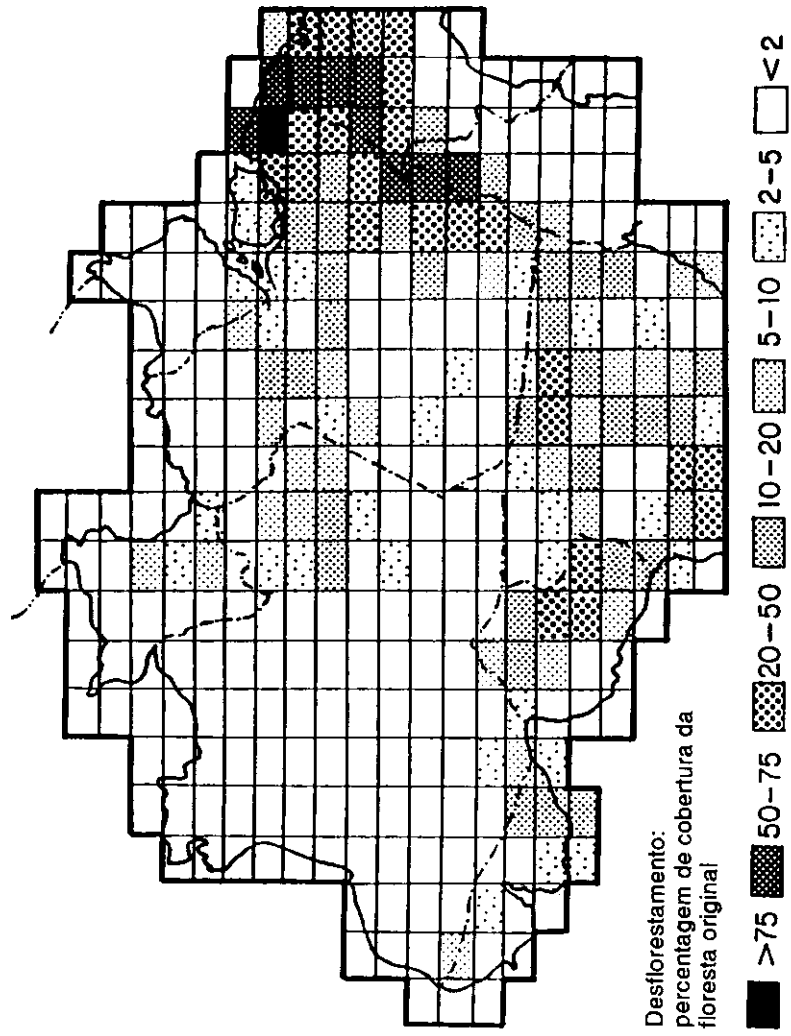 Desflorestamento:
percentagem de cobertura da
floresta original
>75 50–75 20–50 10–20 5–10 2–5 <2